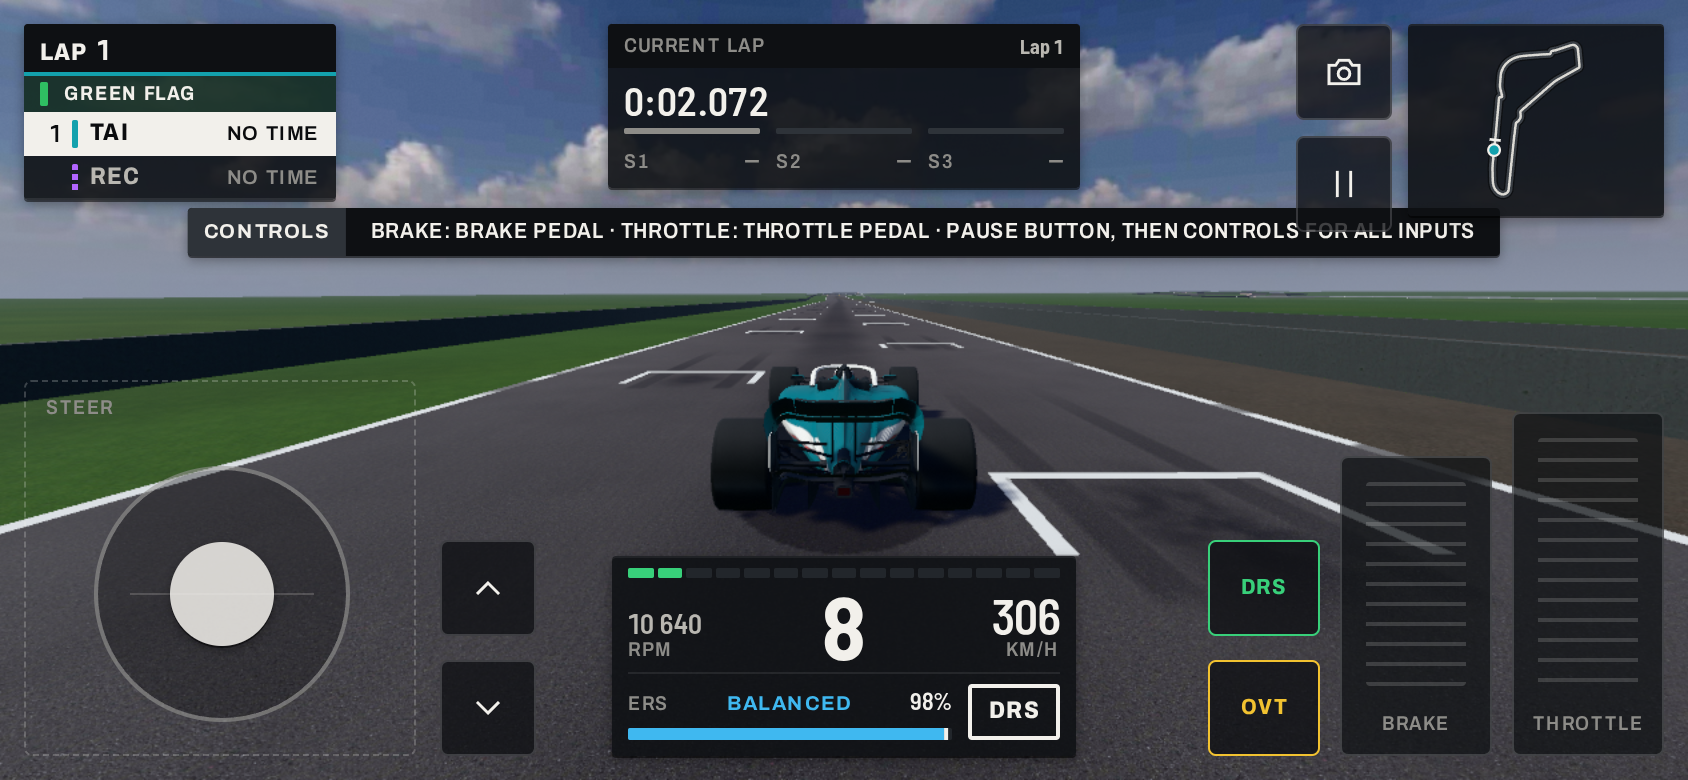 LAP 1
GREEN FLAG
1 TAI NO TIME
REC NO TIME
CURRENT LAP Lap 1
0:02.072
S1 – S2 – S3 –
CONTROLS BRAKE: BRAKE PEDAL · THROTTLE: THROTTLE PEDAL · PAUSE BUTTON, THEN CONTROLS FOR ALL INPUTS
STEER
10 640 RPM
8
306 KM/H
ERS BALANCED 98% DRS
DRS
OVT
BRAKE
THROTTLE